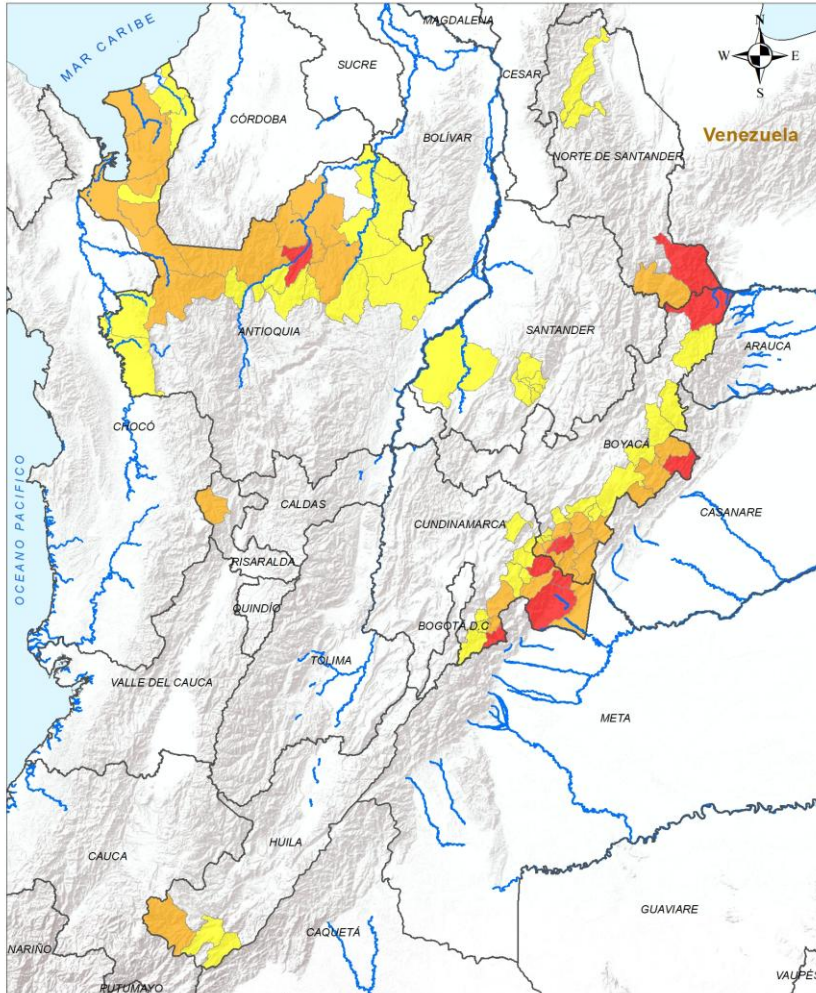 MAGDALENA
N
MAR CARIBE
SUCRE
CESAR
W
E
S
CÓRDOBA
BOLÍVAR
Venezuela
NORTE DE SANTANDER
ANTIOQUIA
SANTANDER
ARAUCA
CHOCÓ
BOYACÁ
OCEANO PACIFICO
CALDAS
CUNDINAMARCA
CASANARE
RISARALDA
QUINDÍO
BOGOTÁ D.C
TOLIMA
VALLE DEL CAUCA
META
HUILA
CAUCA
GUAVIARE
CAQUETÁ
NARIÑO
PUTUMAYO
VAUPÉS